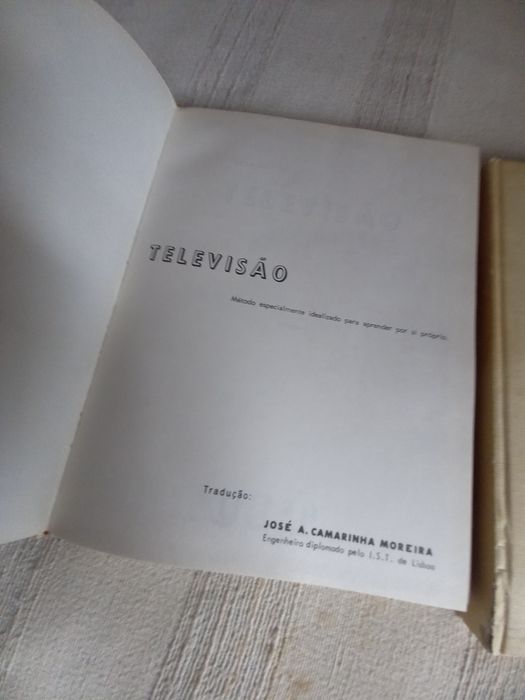 TELEVISÃO
Método especialmente idealizado para aprender por si próprio.
Tradução:
JOSÉ A. CAMARINHA MOREIRA
Engenheiro diplomado pelo I.S.T. de Lisboa